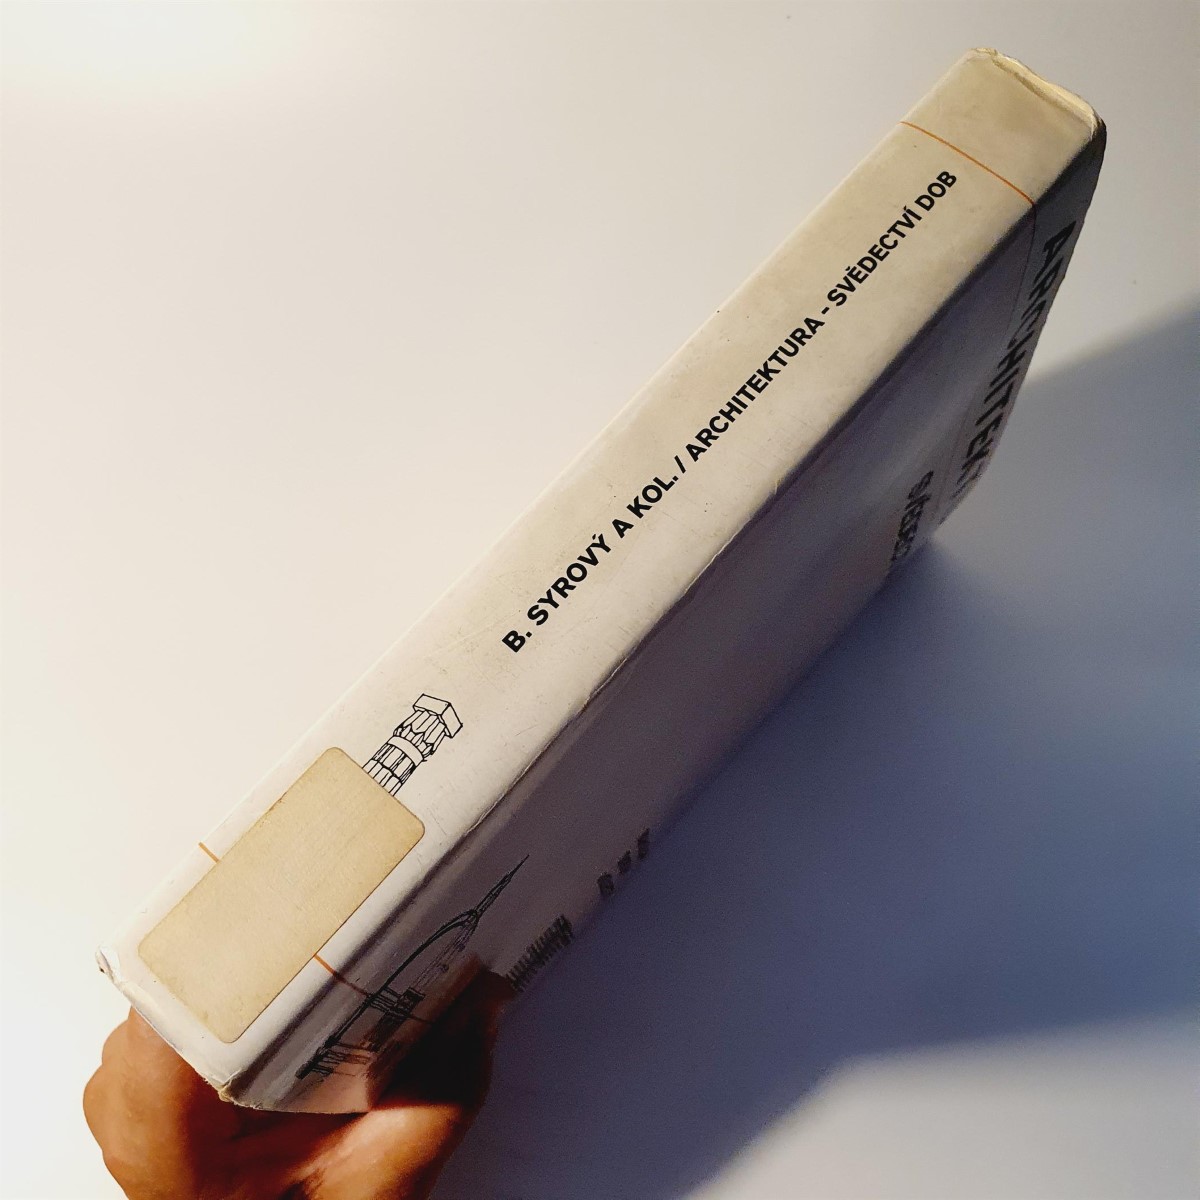 B. SYROVÝ A KOL. / ARCHITEKTURA - SVĚDECTVÍ DOB